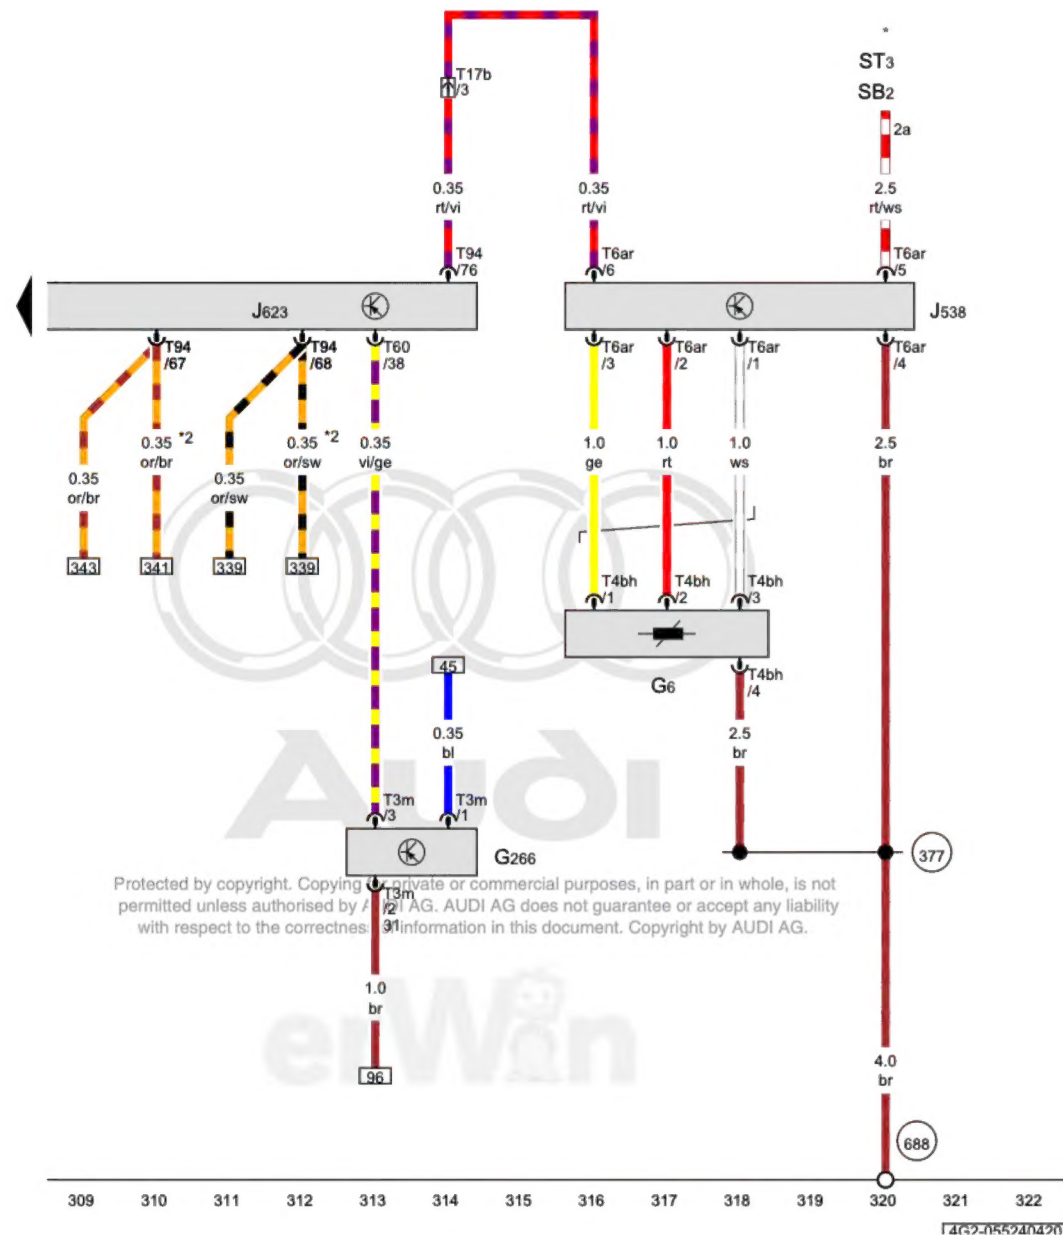 *
ST3
SB2
T17b
/3
2a
0.35
rt/vi
0.35
rt/vi
2.5
rt/ws
T94
/76
T6ar
/6
T6ar
/5
J623
J538
T94
/67
T94
/68
T60
/38
T6ar
/3
T6ar
/2
T6ar
/1
T6ar
/4
0.35
or/br
*2
0.35
or/sw
*2
0.35
vi/ge
1.0
ge
1.0
rt
1.0
ws
2.5
br
0.35
or/br
0.35
or/sw
343
341
339
339
T4bh
/1
T4bh
/2
T4bh
/3
45
G6
T4bh
/4
0.35
bl
2.5
br
Audi
T3m
/3
T3m
/1
G266
377
Protected by copyright. Copying for private or commercial purposes, in part or in whole, is not
permitted unless authorised by AUDI AG. AUDI AG does not guarantee or accept any liability
with respect to the correctness of information in this document. Copyright by AUDI AG.
T3m
/2
31
1.0
br
erWin
96
4.0
br
688
309 310 311 312 313 314 315 316 317 318 319 320 321 322
4G2-055240420